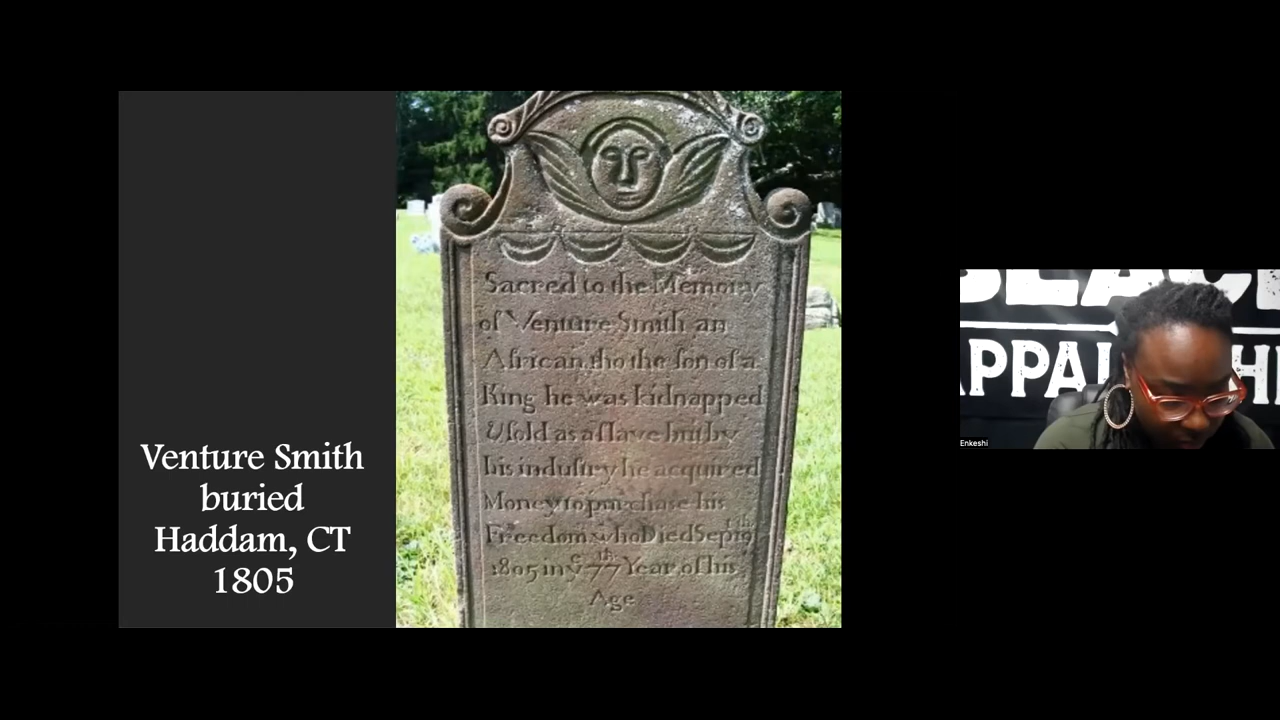 Venture Smith
buried
Haddam, CT
1805
Sacred to the Memory
of Venture Smith an
African tho the ſon of a
King he was kidnapped
& ſold as a ſlave but by
his induſtry he acquired
Money to purchase his
Freedom who Died Sep 19th
1805 in ye 77th Year of his
Age
BLACK
APPALACHI
Enkeshi